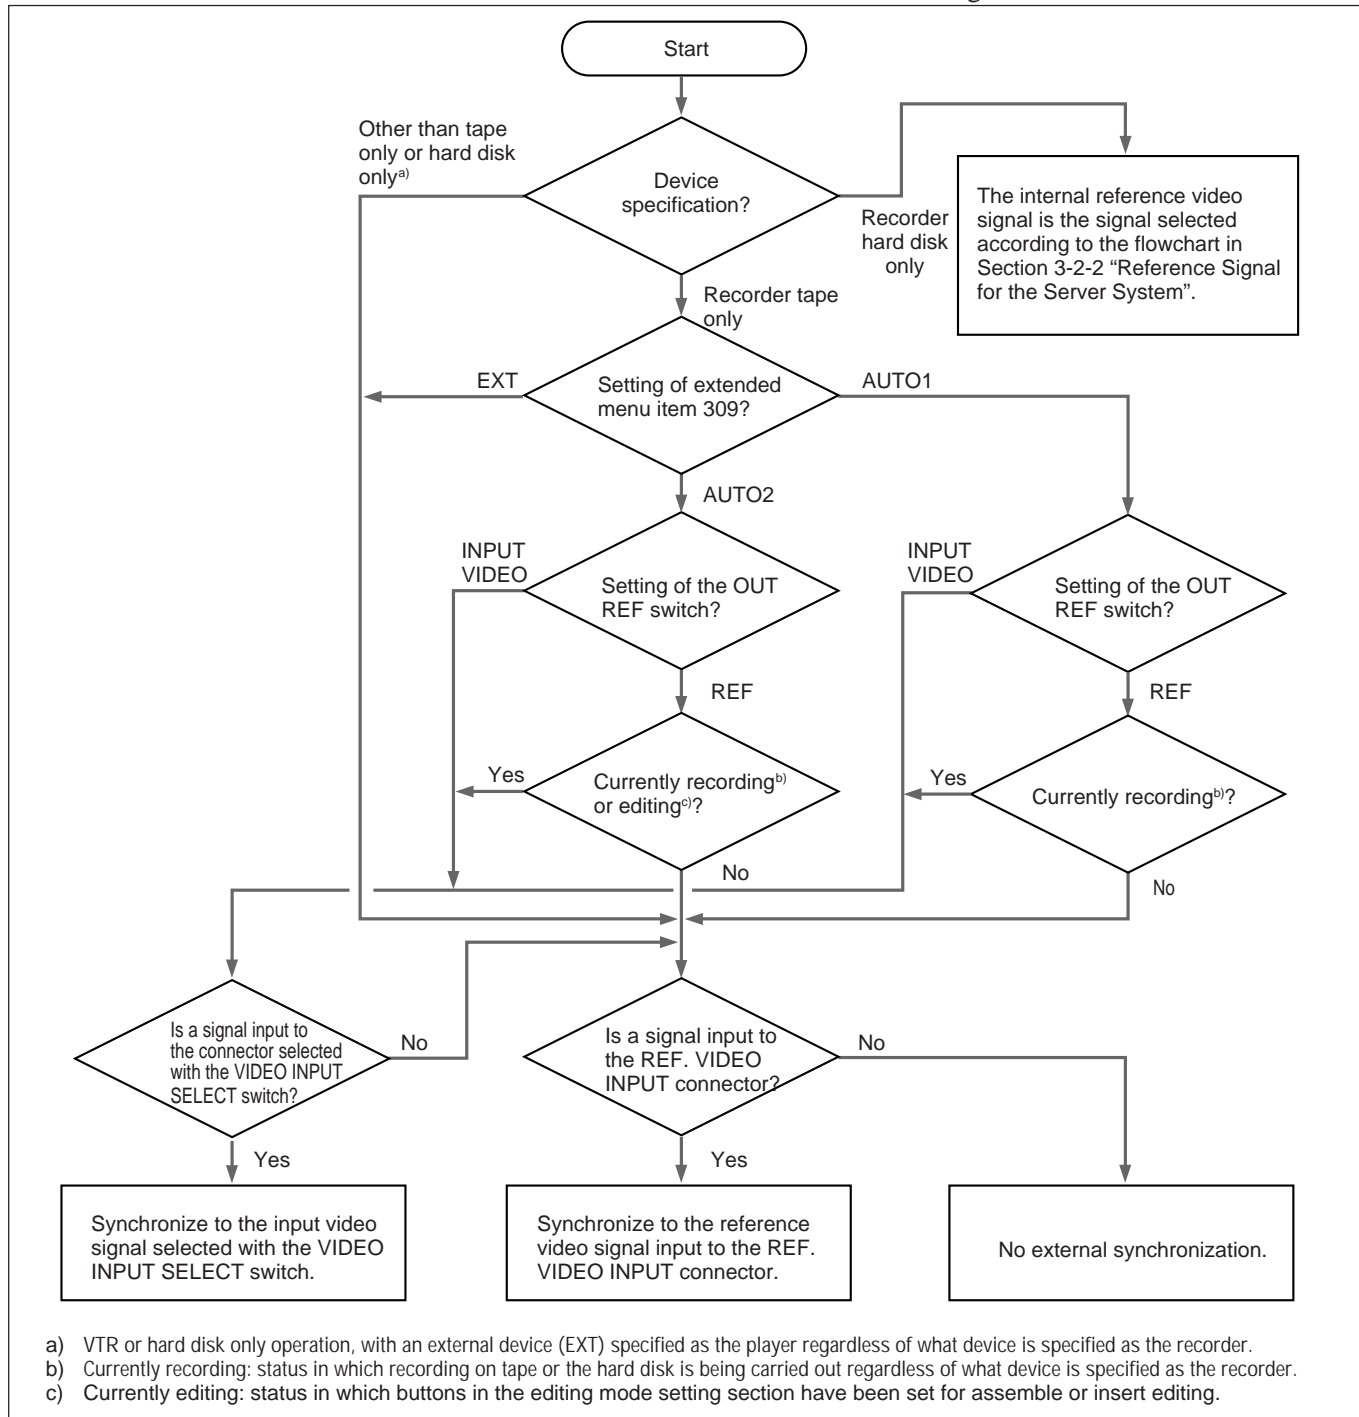 Start
Other than tape
only or hard disk
only a)
Device
specification?
Recorder
hard disk
only
The internal reference video
signal is the signal selected
according to the flowchart in
Section 3-2-2 “Reference Signal
for the Server System”.
Recorder tape
only
EXT
Setting of extended
menu item 309?
AUTO1
AUTO2
INPUT
VIDEO
Setting of the OUT
REF switch?
INPUT
VIDEO
Setting of the OUT
REF switch?
REF
REF
Yes
Currently recording b)
or editing c)?
Yes
Currently recording b)?
No
No
Is a signal input to
the connector selected
with the VIDEO INPUT
SELECT switch?
No
Is a signal input to
the REF. VIDEO
INPUT connector?
No
Yes
Yes
Synchronize to the input video
signal selected with the VIDEO
INPUT SELECT switch.
Synchronize to the reference
video signal input to the REF.
VIDEO INPUT connector.
No external synchronization.
a) VTR or hard disk only operation, with an external device (EXT) specified as the player regardless of what device is specified as the recorder.
b) Currently recording: status in which recording on tape or the hard disk is being carried out regardless of what device is specified as the recorder.
c) Currently editing: status in which buttons in the editing mode setting section have been set for assemble or insert editing.